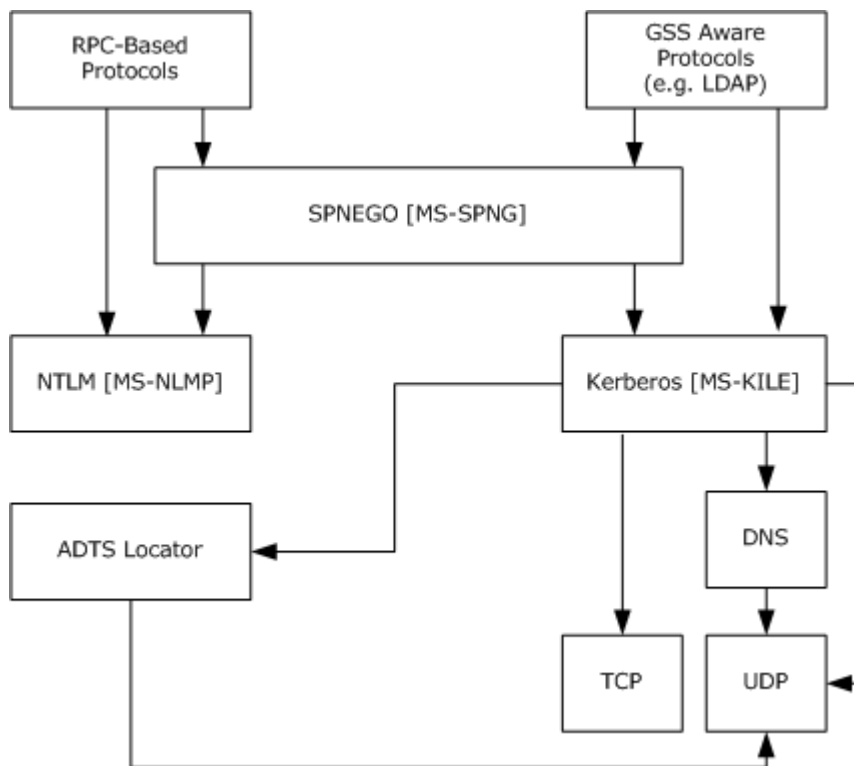 RPC-Based
Protocols
GSS Aware
Protocols
(e.g. LDAP)
SPNEGO [MS-SPNG]
NTLM [MS-NLMP]
Kerberos [MS-KILE]
ADTS Locator
DNS
TCP
UDP